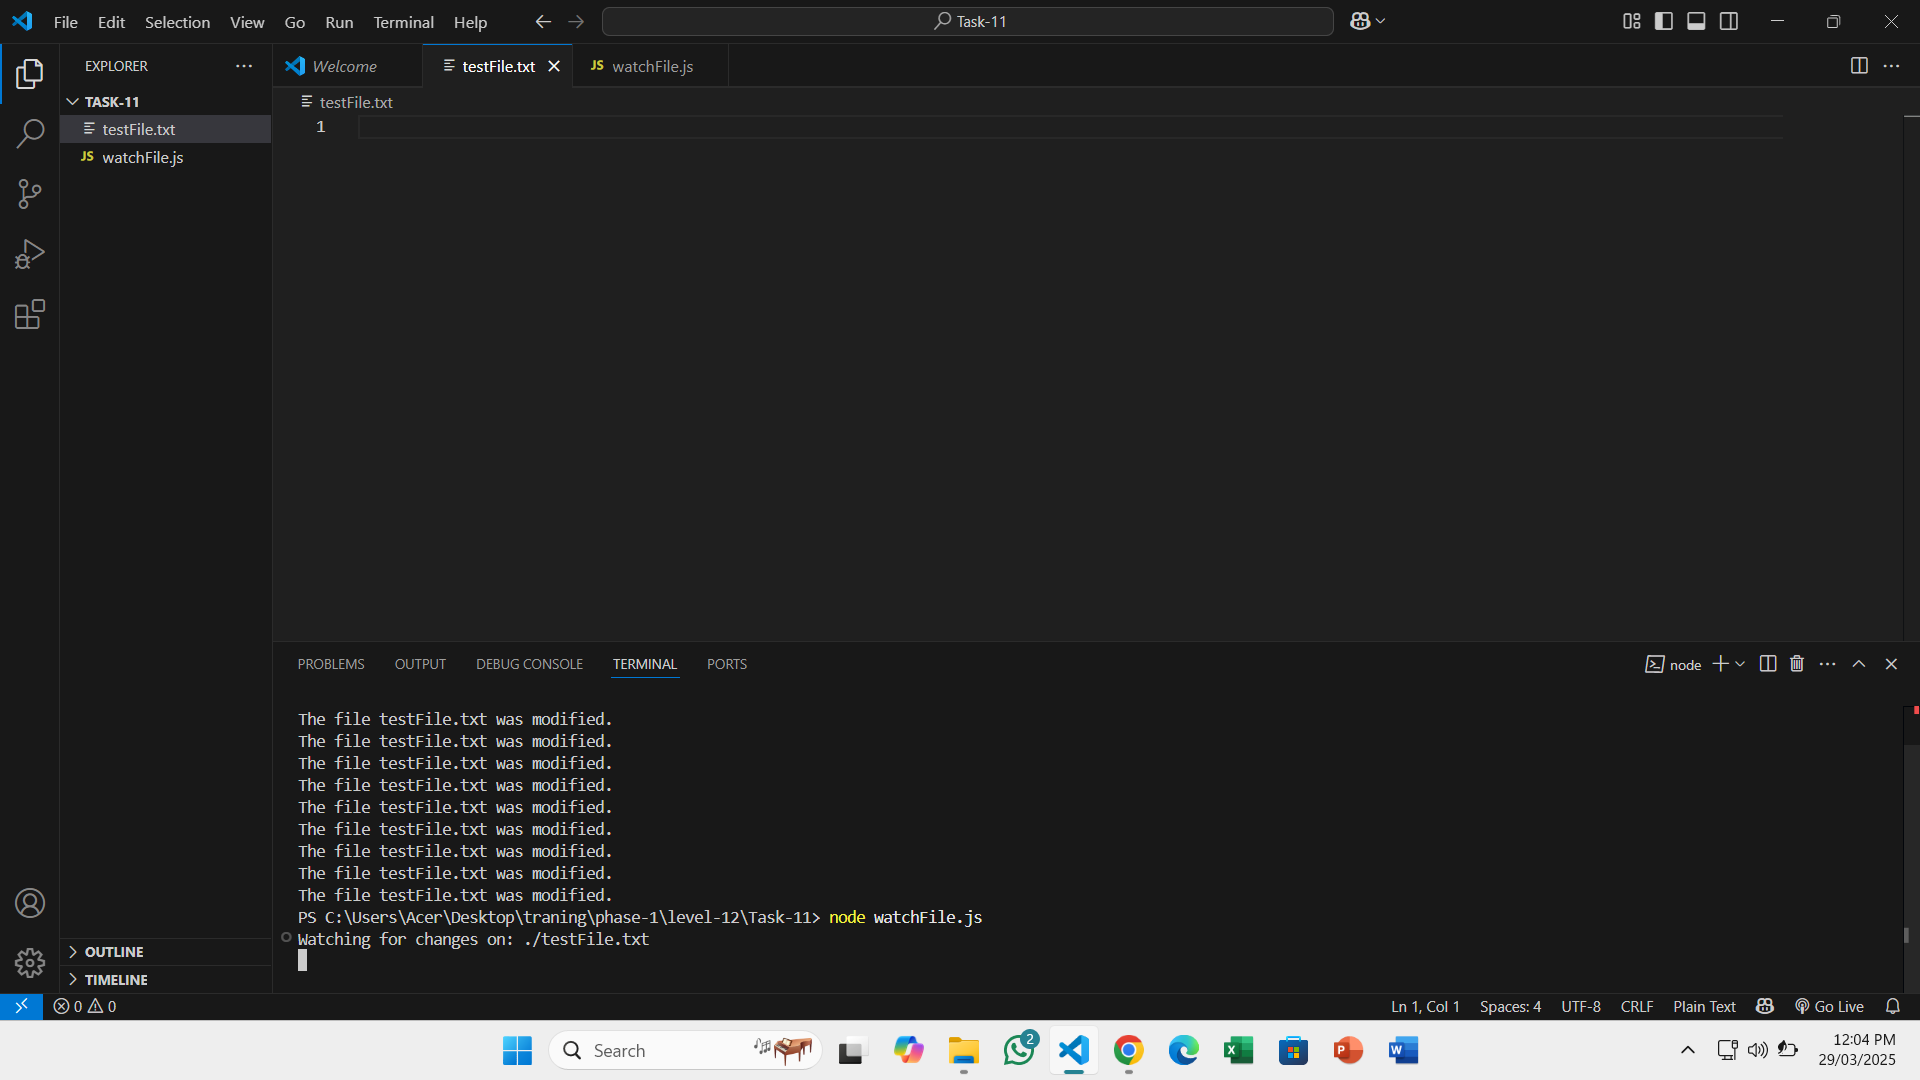 File Edit Selection View Go Run Terminal Help
Task-11
EXPLORER
Welcome
testFile.txt
JS watchFile.js
TASK-11
testFile.txt
JS watchFile.js
testFile.txt
1
PROBLEMS OUTPUT DEBUG CONSOLE TERMINAL PORTS
node
The file testFile.txt was modified.
The file testFile.txt was modified.
The file testFile.txt was modified.
The file testFile.txt was modified.
The file testFile.txt was modified.
The file testFile.txt was modified.
The file testFile.txt was modified.
The file testFile.txt was modified.
The file testFile.txt was modified.
PS C:\Users\Acer\Desktop\traning\phase-1\level-12\Task-11> node watchFile.js
Watching for changes on: ./testFile.txt
OUTLINE
TIMELINE
0 0
Ln 1, Col 1 Spaces: 4 UTF-8 CRLF Plain Text Go Live
Search
2
12:04 PM
29/03/2025